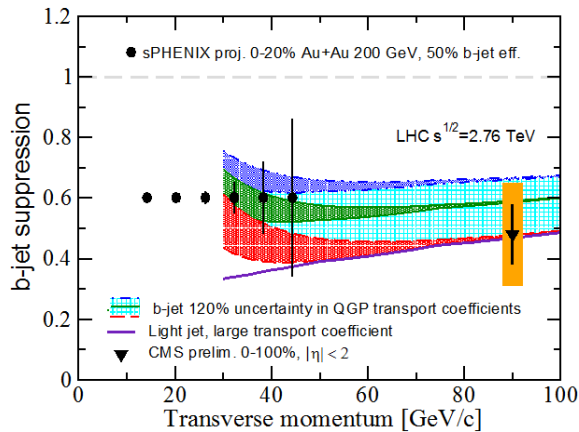 1.2
1
0.8
0.6
0.4
0.2
0
b-jet suppression
sPHENIX proj. 0-20% Au+Au 200 GeV, 50% b-jet eff.
LHC s^1/2=2.76 TeV
b-jet 120% uncertainty in QGP transport coefficients
Light jet, large transport coefficient
CMS prelim. 0-100%, |η| < 2
0 20 40 60 80 100
Transverse momentum [GeV/c]